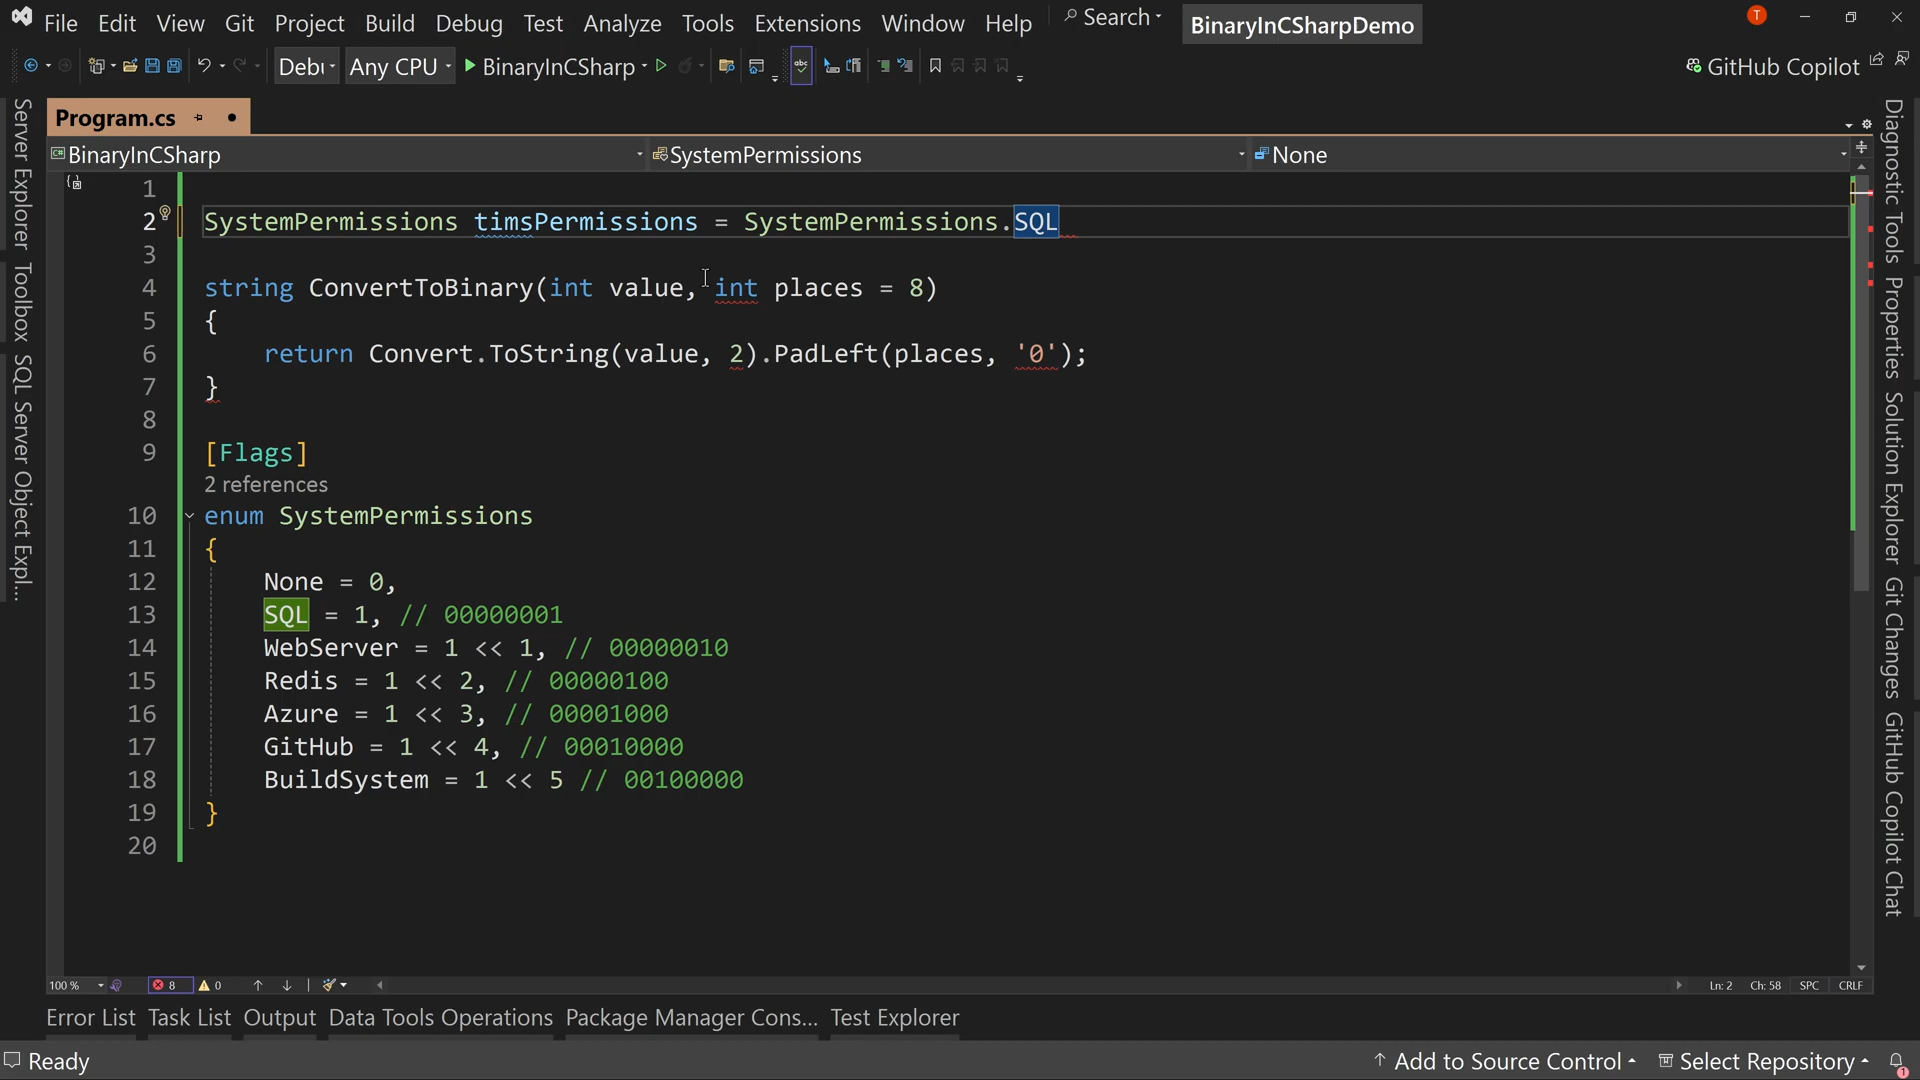 File Edit View Git Project Build Debug Test Analyze Tools Extensions Window Help Search BinaryInCSharpDemo
Debu Any CPU BinaryInCSharp GitHub Copilot
Program.cs
BinaryInCSharp SystemPermissions None
1
2 SystemPermissions timsPermissions = SystemPermissions.SQL
3
4 string ConvertToBinary(int value, int places = 8)
5 {
6 return Convert.ToString(value, 2).PadLeft(places, '0');
7 }
8
9 [Flags]
2 references
10 enum SystemPermissions
11 {
12 None = 0,
13 SQL = 1, // 00000001
14 WebServer = 1 << 1, // 00000010
15 Redis = 1 << 2, // 00000100
16 Azure = 1 << 3, // 00001000
17 GitHub = 1 << 4, // 00010000
18 BuildSystem = 1 << 5 // 00100000
19 }
20
Server Explorer
Toolbox
SQL Server Object Expl...
Diagnostic Tools
Properties
Solution Explorer
Git Changes
GitHub Copilot Chat
100 % 8 0 Ln: 2 Ch: 58 SPC CRLF
Error List Task List Output Data Tools Operations Package Manager Cons... Test Explorer
Ready Add to Source Control Select Repository 1
T